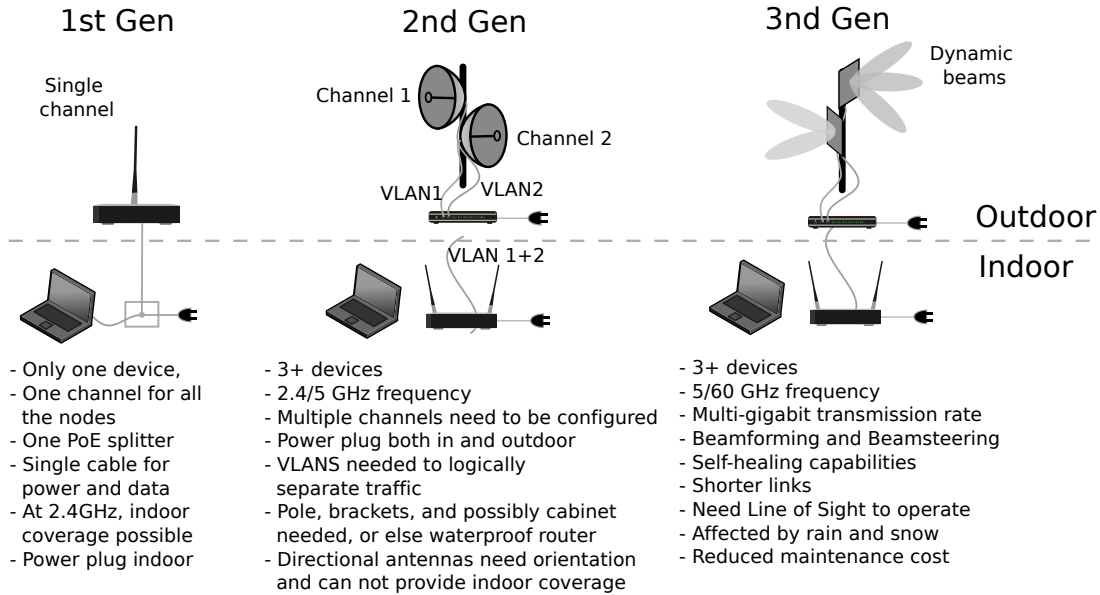 1st Gen
Single
channel
- Only one device,
- One channel for all
the nodes
- One PoE splitter
- Single cable for
power and data
- At 2.4GHz, indoor
coverage possible
- Power plug indoor
2nd Gen
Channel 1
Channel 2
VLAN1
VLAN2
VLAN 1+2
- 3+ devices
- 2.4/5 GHz frequency
- Multiple channels need to be configured
- Power plug both in and outdoor
- VLANS needed to logically
separate traffic
- Pole, brackets, and possibly cabinet
needed, or else waterproof router
- Directional antennas need orientation
and can not provide indoor coverage
3nd Gen
Dynamic
beams
Outdoor
Indoor
- 3+ devices
- 5/60 GHz frequency
- Multi-gigabit transmission rate
- Beamforming and Beamsteering
- Self-healing capabilities
- Shorter links
- Need Line of Sight to operate
- Affected by rain and snow
- Reduced maintenance cost